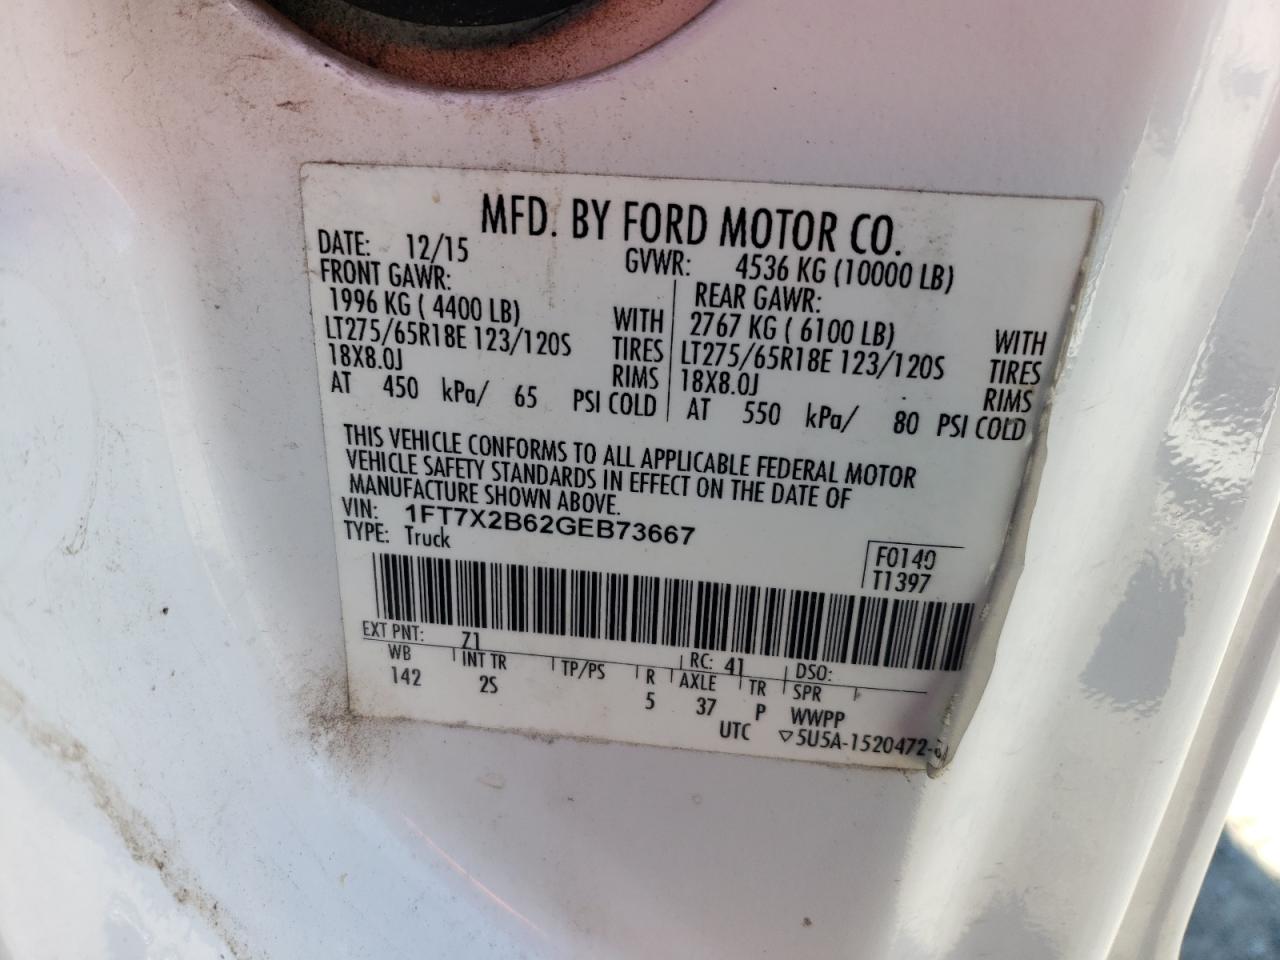 MFD. BY FORD MOTOR CO.
DATE: 12/15 GVWR: 4536 KG (10000 LB)
FRONT GAWR: REAR GAWR:
1996 KG ( 4400 LB) WITH 2767 KG ( 6100 LB) WITH
LT275/65R18E 123/120S TIRES LT275/65R18E 123/120S TIRES
18X8.0J RIMS 18X8.0J RIMS
AT 450 kPa/ 65 PSI COLD AT 550 kPa/ 80 PSI COLD
THIS VEHICLE CONFORMS TO ALL APPLICABLE FEDERAL MOTOR
VEHICLE SAFETY STANDARDS IN EFFECT ON THE DATE OF
MANUFACTURE SHOWN ABOVE.
VIN: 1FT7X2B62GEB73667
TYPE: Truck
F0140
T1397
EXT PNT: Z1 RC: 41 DSO:
WB INT TR TP/PS R AXLE TR SPR
142 2S 5 37 P WWPP
UTC ▽5U5A-1520472-